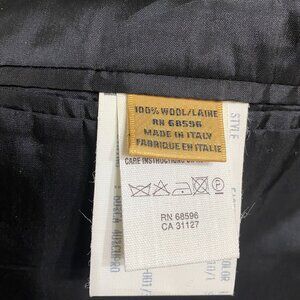 100% WOOL/LAINE
RN 68596
MADE IN ITALY
FABRIQUE EN ITALIE
STYLE
CARE INSTRUCTIONS
RN 68596
CA 31127